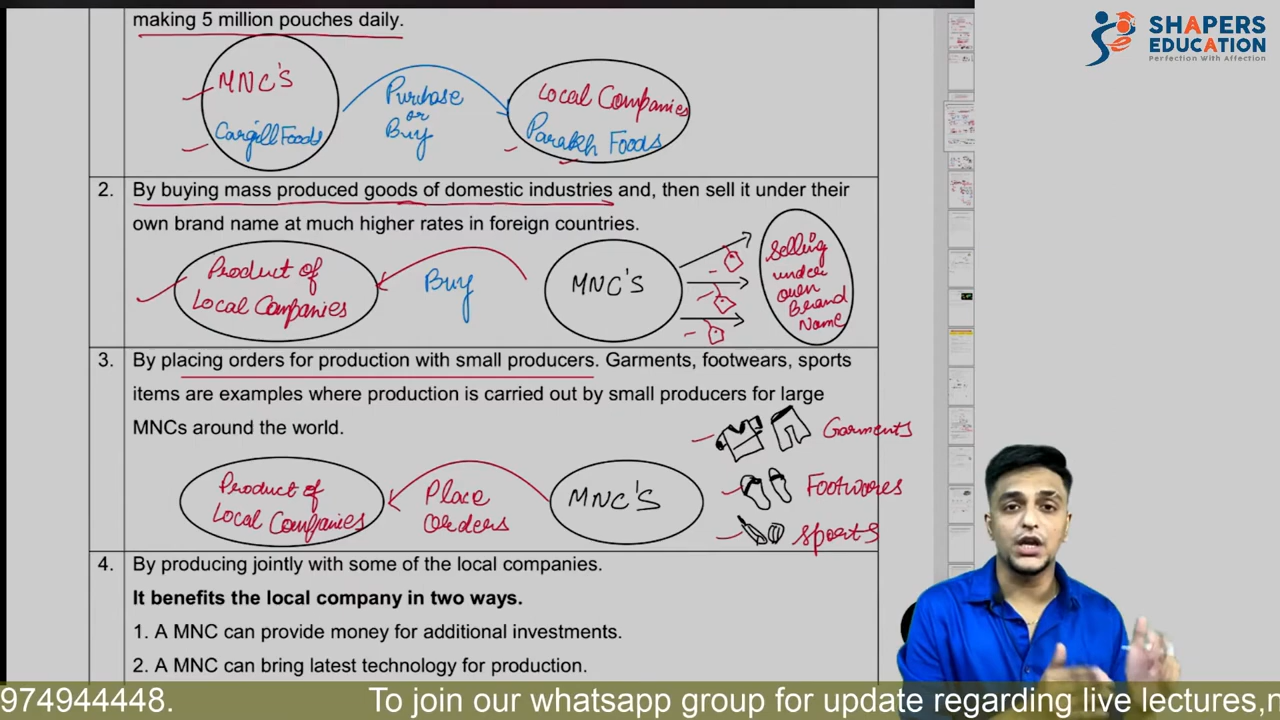 making 5 million pouches daily.
SHAPERS
EDUCATION
Perfection With Affection
MNC'S
Cargill Foods
Purchase
or
Buy
Local Companies
Parakh Foods
2. By buying mass produced goods of domestic industries and, then sell it under their
own brand name at much higher rates in foreign countries.
Product of
Local Companies
Buy
MNC'S
Selling
under
own
Brand
Name
3. By placing orders for production with small producers. Garments, footwears, sports
items are examples where production is carried out by small producers for large
MNCs around the world.
Garments
Product of
Local Companies
Place
Orders
MNC'S
Footwares
Sports
4. By producing jointly with some of the local companies.
It benefits the local company in two ways.
1. A MNC can provide money for additional investments.
2. A MNC can bring latest technology for production.
974944448. To join our whatsapp group for update regarding live lectures,